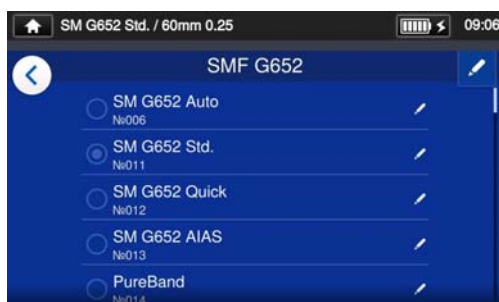 SM G652 Std. / 60mm 0.25 09:06
SMF G652
SM G652 Auto
№006
SM G652 Std.
№011
SM G652 Quick
№012
SM G652 AIAS
№013
PureBand
№014